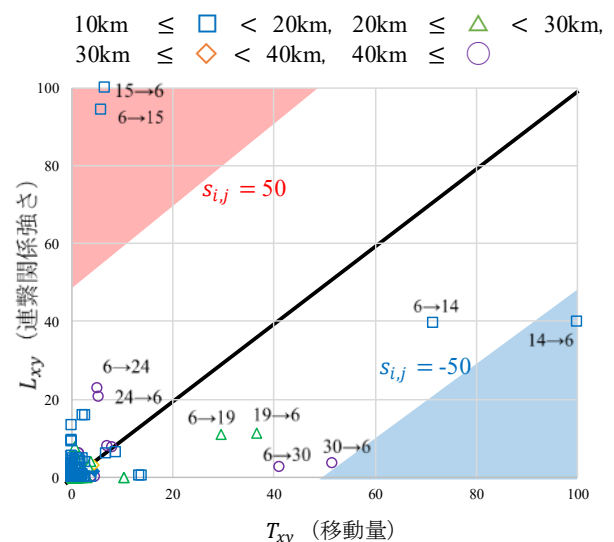 10km ≤ □ < 20km, 20km ≤ △ < 30km,
30km ≤ ◇ < 40km, 40km ≤ ○
100
15→6
6→15
80
s_{i,j} = 50
60
6→14
40
14→6
6→24
s_{i,j} = -50
24→6
20
6→19 19→6
6→30 30→6
0
0 20 40 60 80 100
L_{xy} （連繋関係強さ）
T_{xy} （移動量）